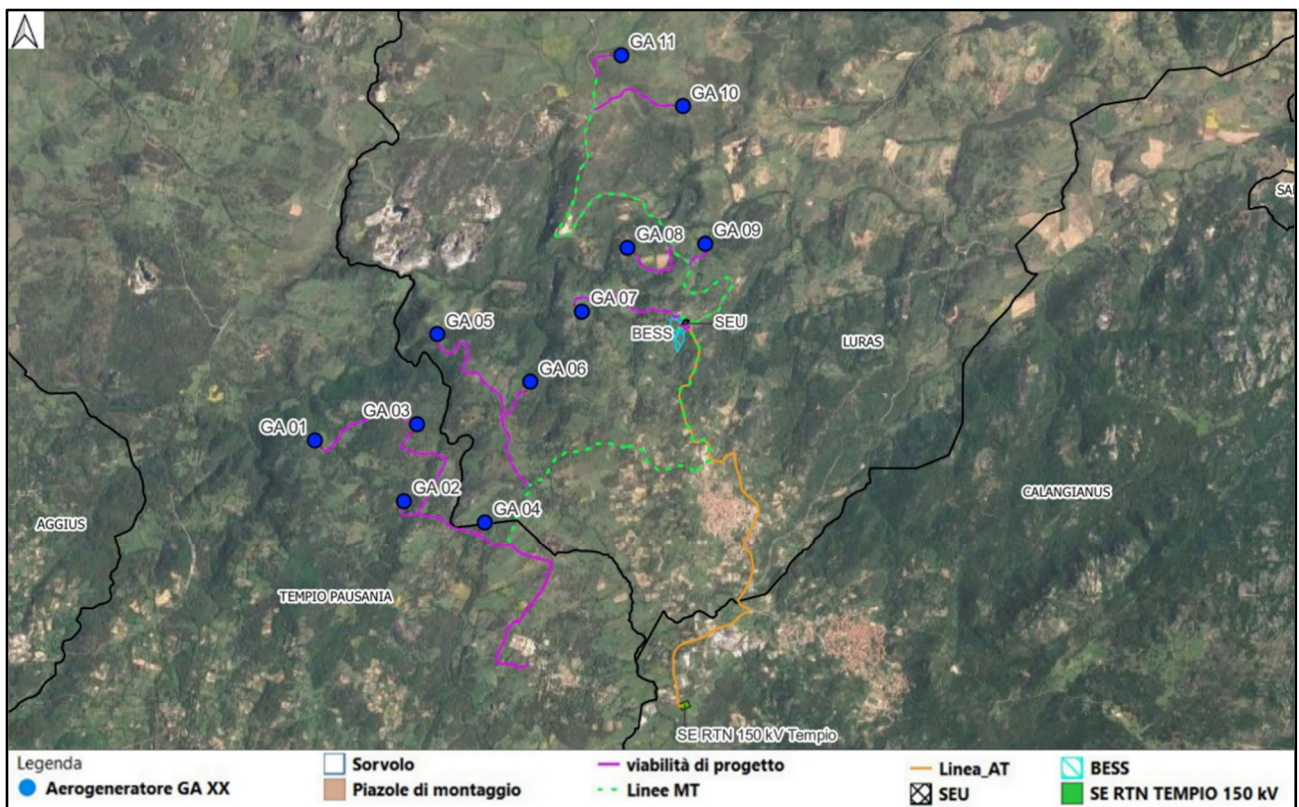 GA 11
GA 10
GA 08
GA 09
GA 07
GA 05
BESS
SEU
LURAS
GA 06
GA 03
GA 01
GA 02
CALANGIANUS
GA 04
AGGIUS
TEMPIO PAUSANIA
SE RTN 150 kV Tempio
Legenda
Aerogeneratore GA XX
Sorvolo
Piazole di montaggio
viabilità di progetto
Linee MT
Linea_AT
SEU
BESS
SE RTN TEMPIO 150 kV